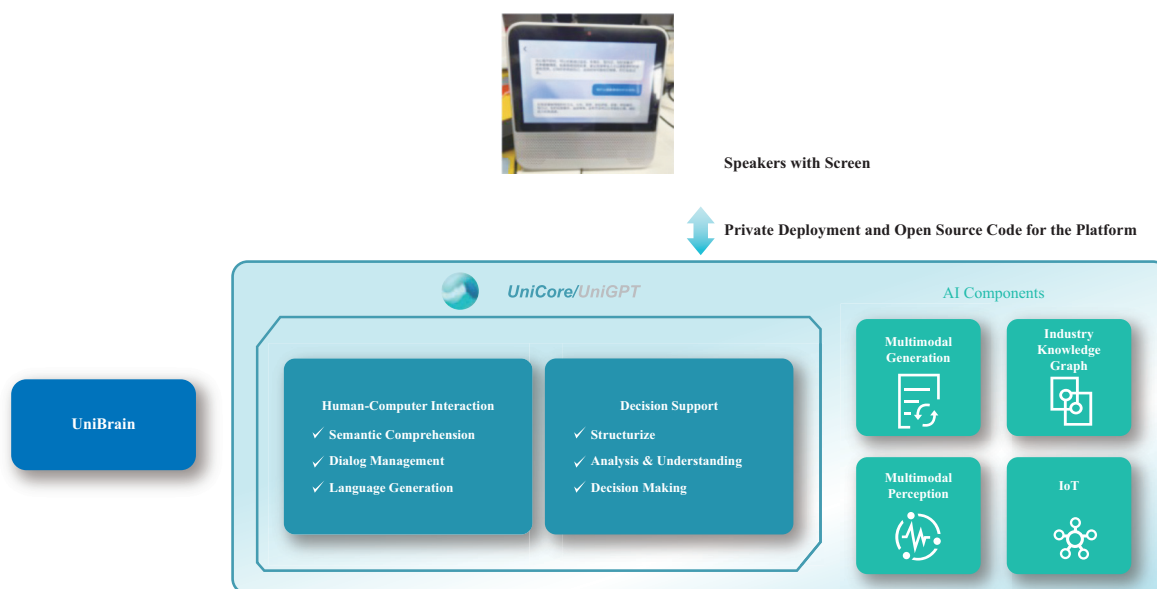 Speakers with Screen
Private Deployment and Open Source Code for the Platform
UniCore/UniGPT
AI Components
UniBrain
Human-Computer Interaction
Semantic Comprehension
Dialog Management
Language Generation
Decision Support
Structurize
Analysis & Understanding
Decision Making
Multimodal
Generation
Industry
Knowledge
Graph
Multimodal
Perception
IoT